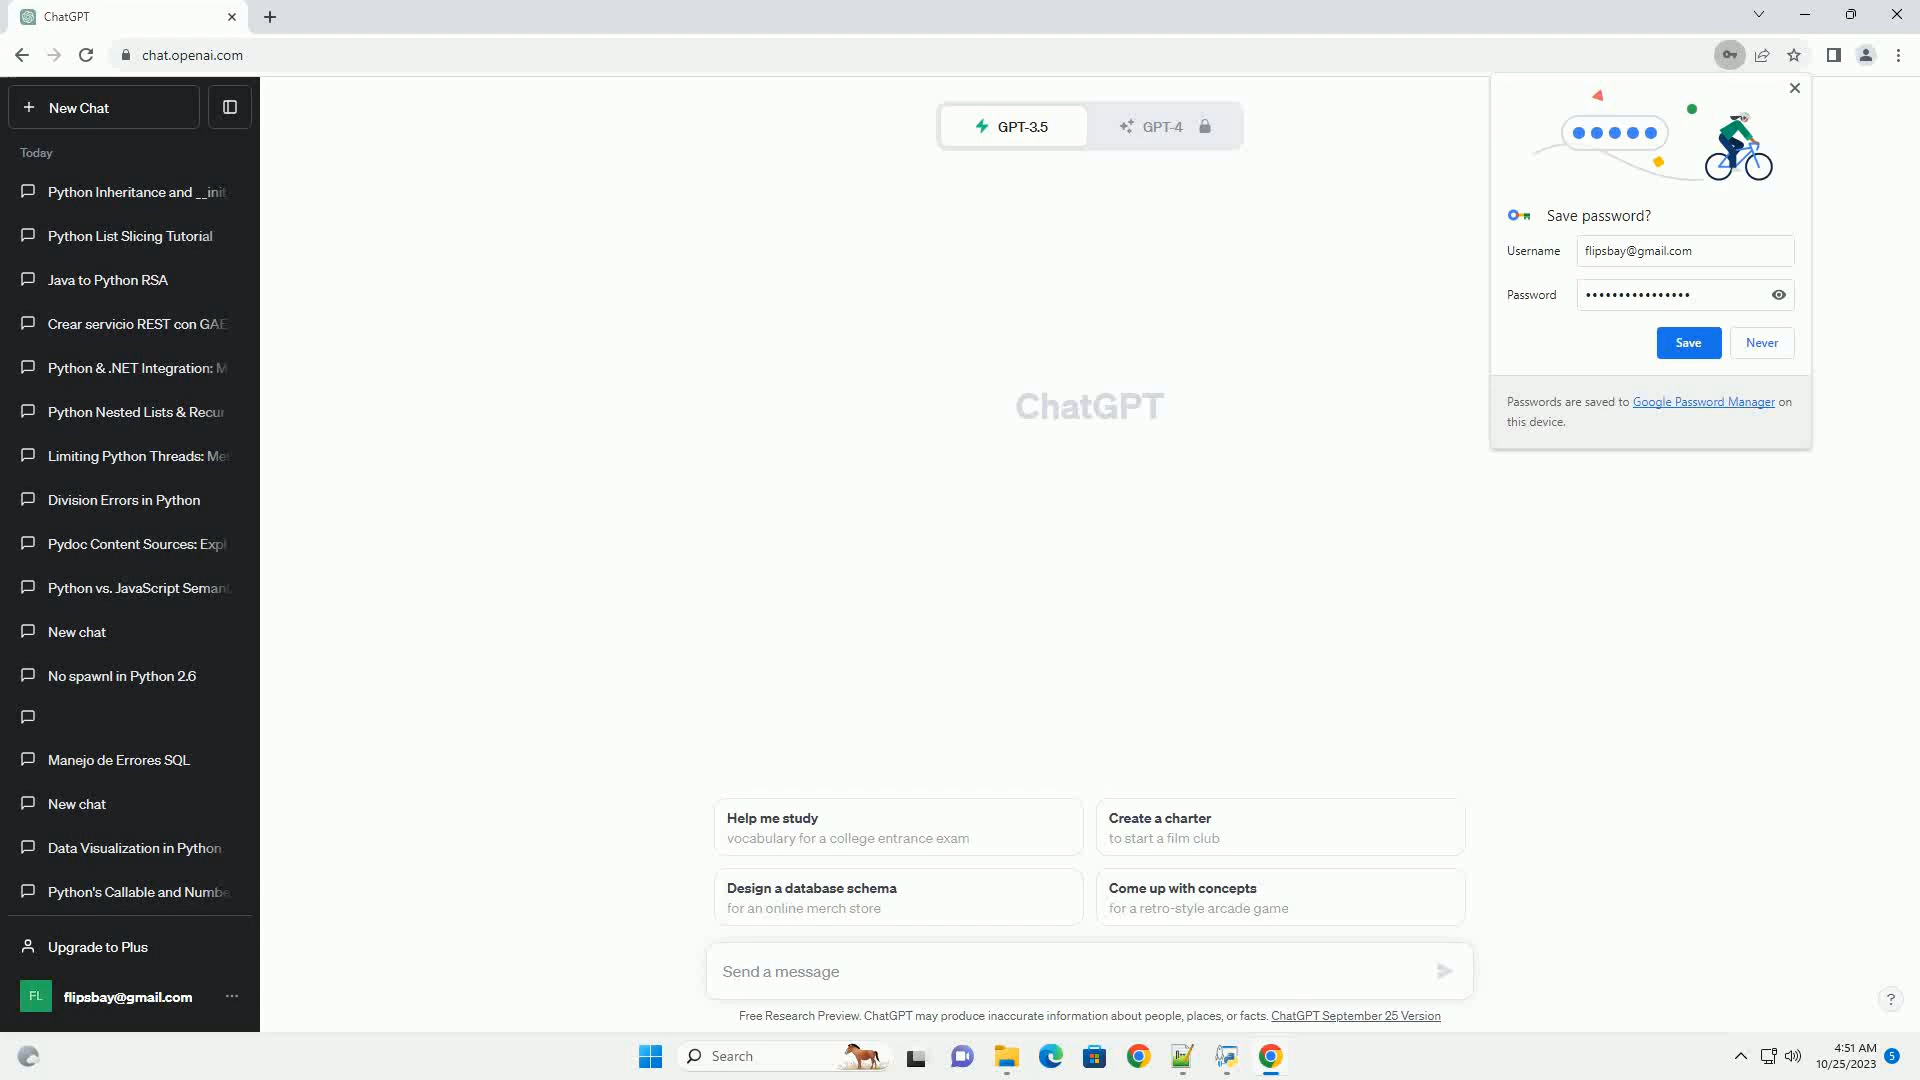 ChatGPT
chat.openai.com
New Chat
Today
Python Inheritance and __init
Python List Slicing Tutorial
Java to Python RSA
Crear servicio REST con GAE
Python & .NET Integration: M
Python Nested Lists & Recur
Limiting Python Threads: Me
Division Errors in Python
Pydoc Content Sources: Expl
Python vs. JavaScript Seman
New chat
No spawnl in Python 2.6
Manejo de Errores SQL
New chat
Data Visualization in Python
Python's Callable and Numbe
Upgrade to Plus
FL
flipsbay@gmail.com
GPT-3.5
GPT-4
ChatGPT
Save password?
Username
flipsbay@gmail.com
Password
••••••••••••••••
Save
Never
Passwords are saved to Google Password Manager on
this device.
Help me study
vocabulary for a college entrance exam
Create a charter
to start a film club
Design a database schema
for an online merch store
Come up with concepts
for a retro-style arcade game
Send a message
Free Research Preview. ChatGPT may produce inaccurate information about people, places, or facts. ChatGPT September 25 Version
?
Search
4:51 AM
10/25/2023
5